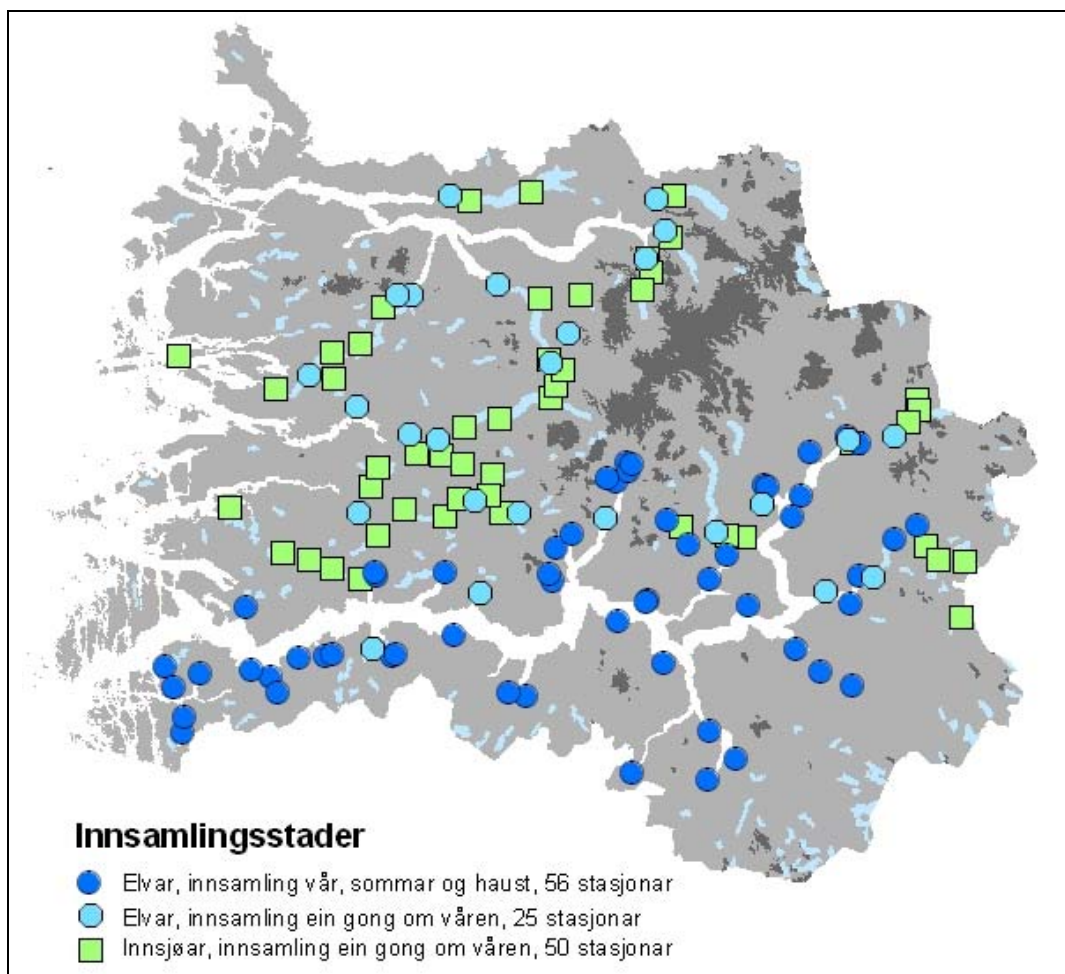 Innsamlingsstader
Elvar, innsamling vår, sommar og haust, 56 stasjonar
Elvar, innsamling ein gong om våren, 25 stasjonar
Innsjøar, innsamling ein gong om våren, 50 stasjonar